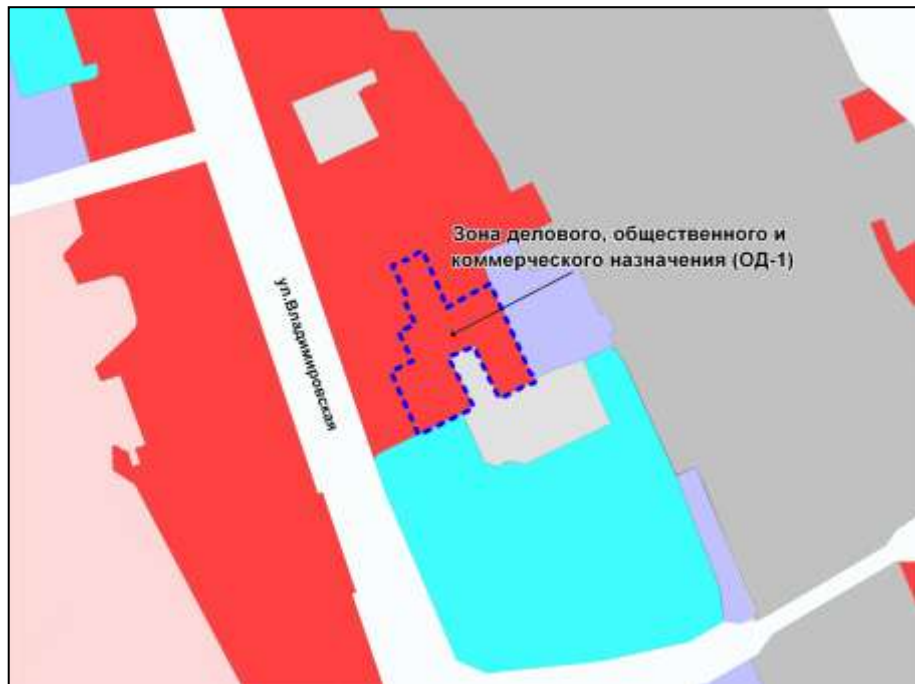 Зона делового, общественного и
коммерческого назначения (ОД-1)
ул.Владимировская